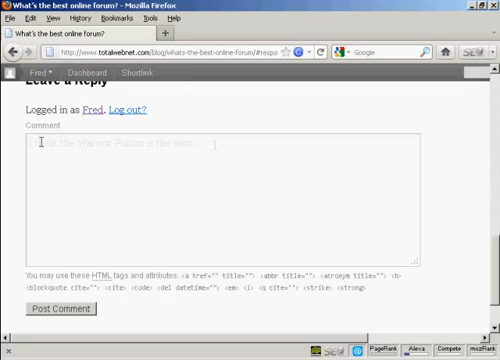 What's the best online forum? - Mozilla Firefox
File Edit View History Bookmarks Tools Help
What's the best online forum?
http://www.totalwebnet.com/blog/whats-the-best-online-forum/#respo
Google
Fred Dashboard Shortlink
Leave a Reply
Logged in as Fred. Log out?
Comment
I think the Warrior Forum is the best!
You may use these HTML tags and attributes: <a href="" title=""> <abbr title=""> <acronym title=""> <b>
<blockquote cite=""> <cite> <code> <del datetime=""> <em> <i> <q cite=""> <strike> <strong>
Post Comment
PageRank Alexa Compete mozRank